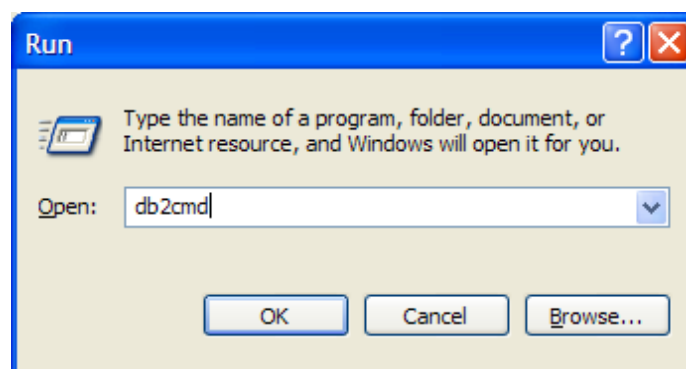 Run
Type the name of a program, folder, document, or
Internet resource, and Windows will open it for you.
Open: db2cmd
OK Cancel Browse...